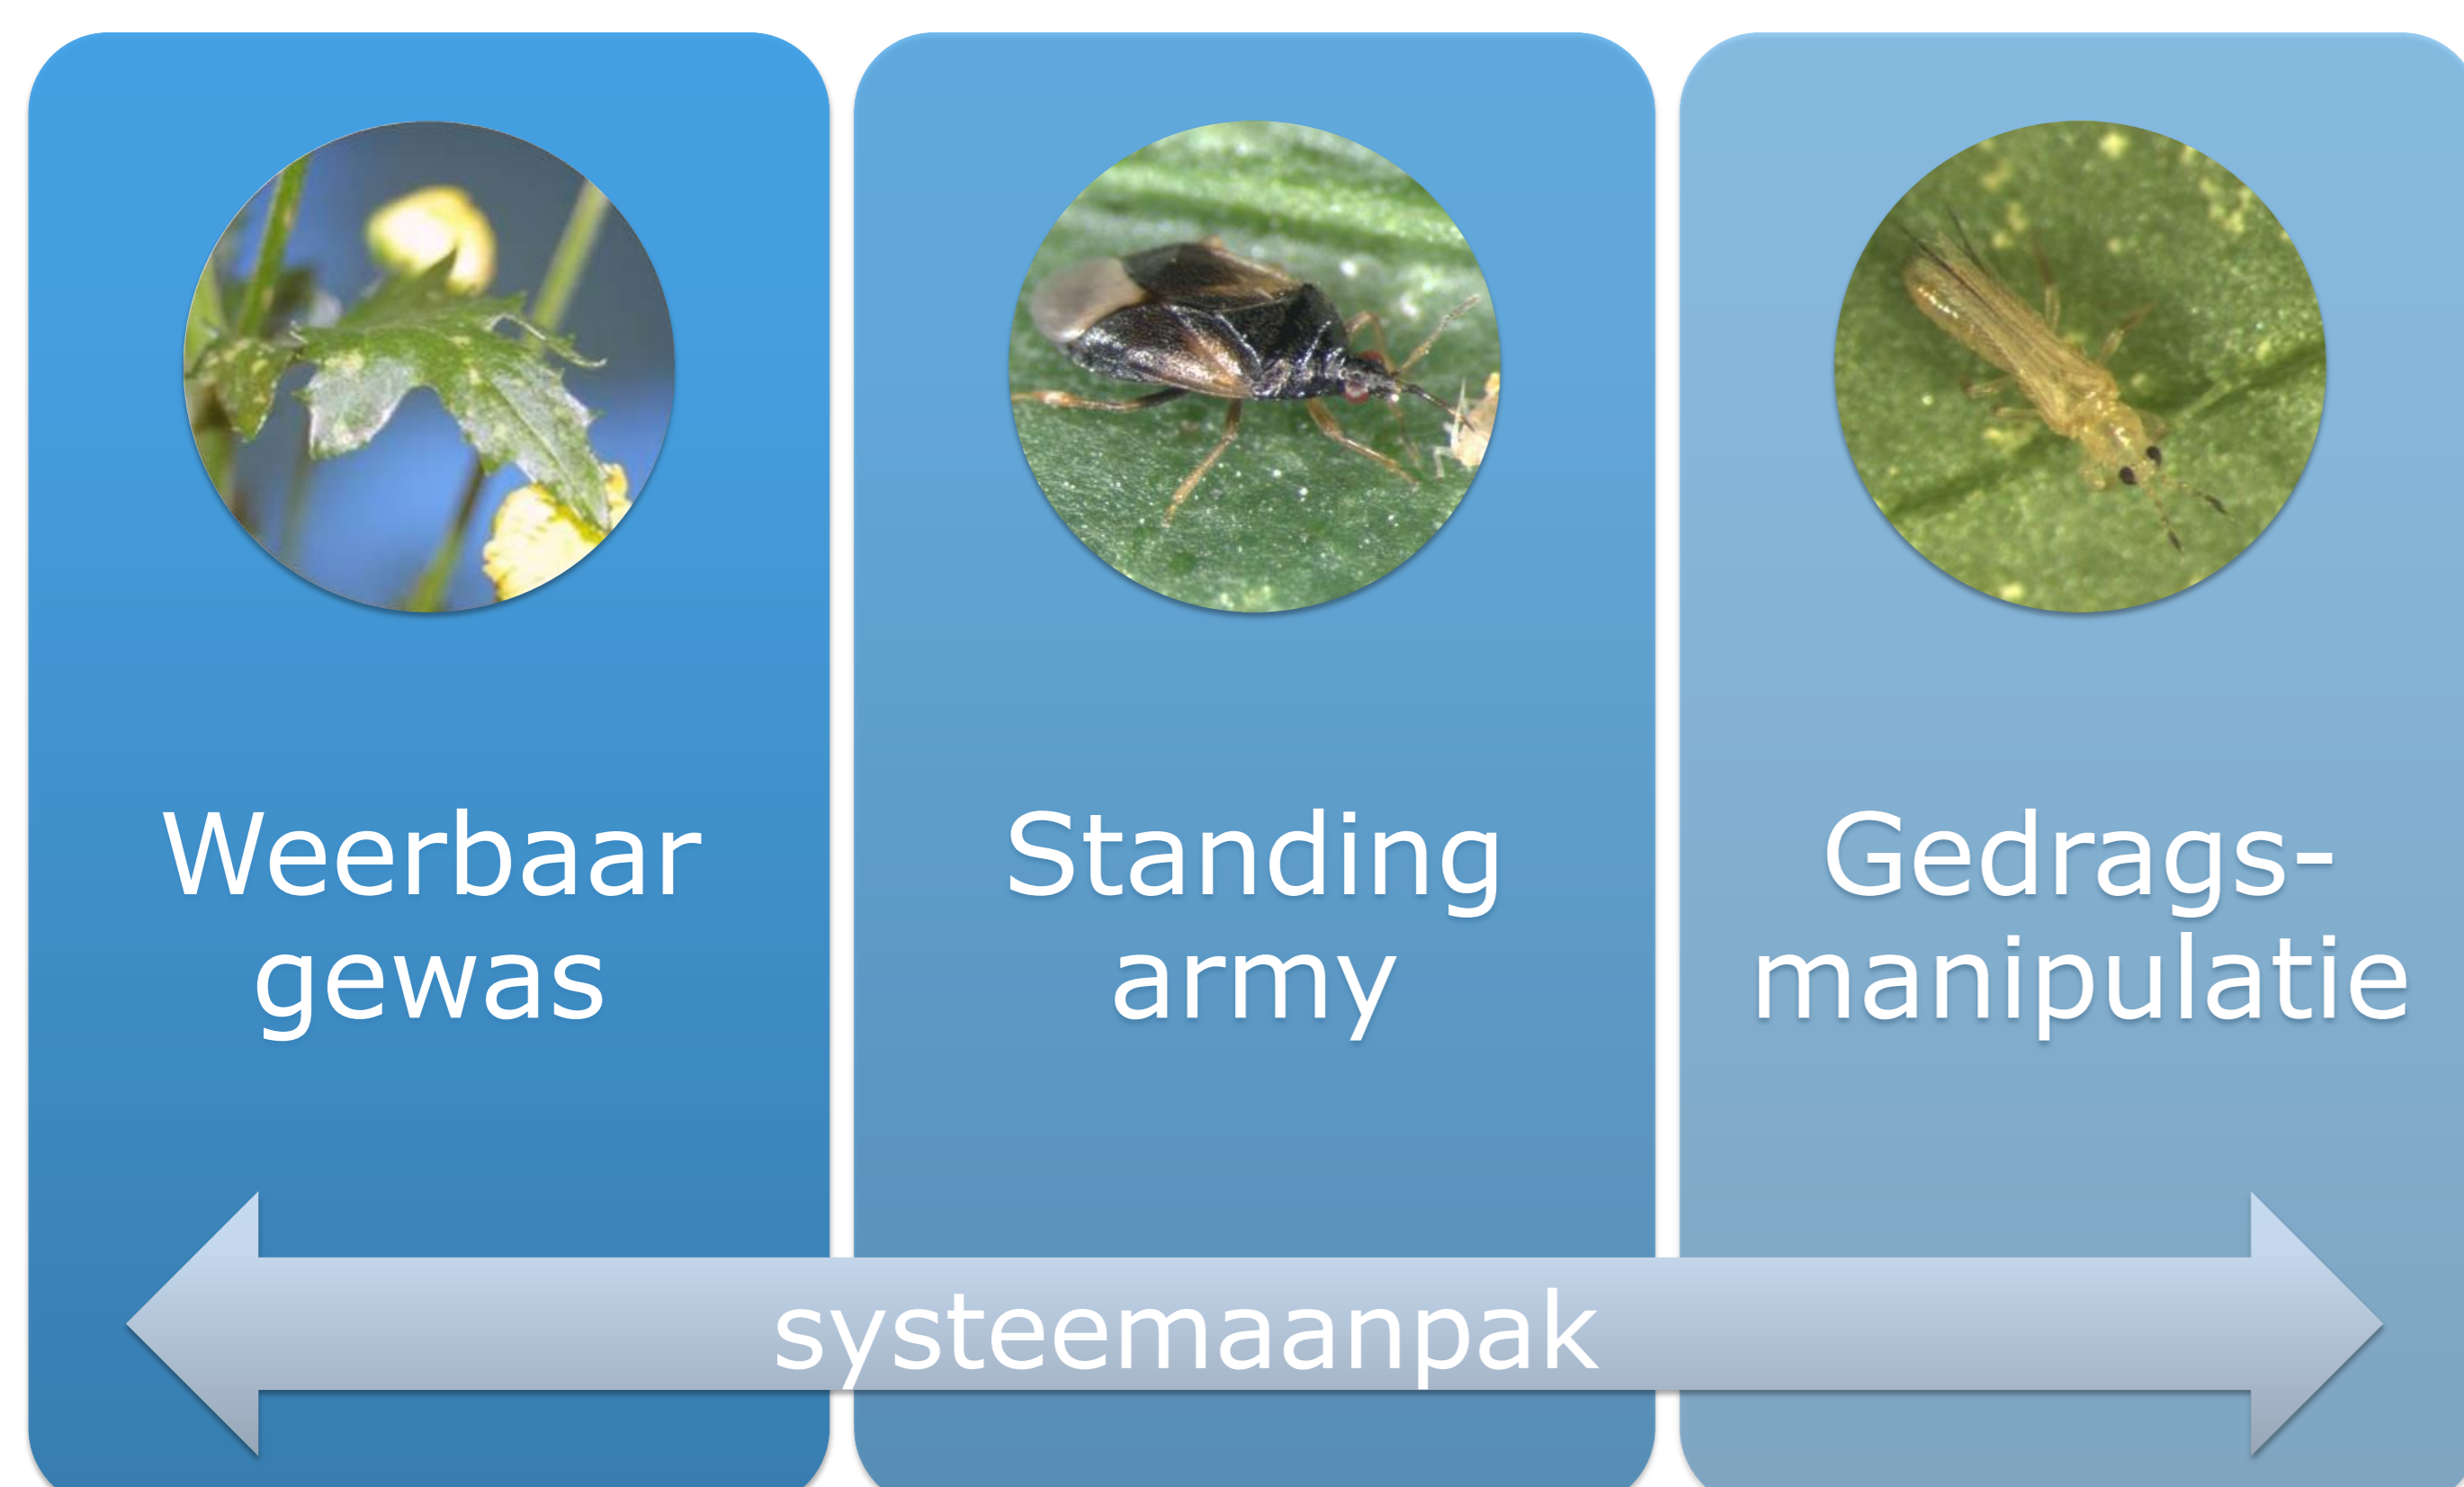 Weerbaar
gewas
Standing
army
Gedrags-
manipulatie
systeemaanpak